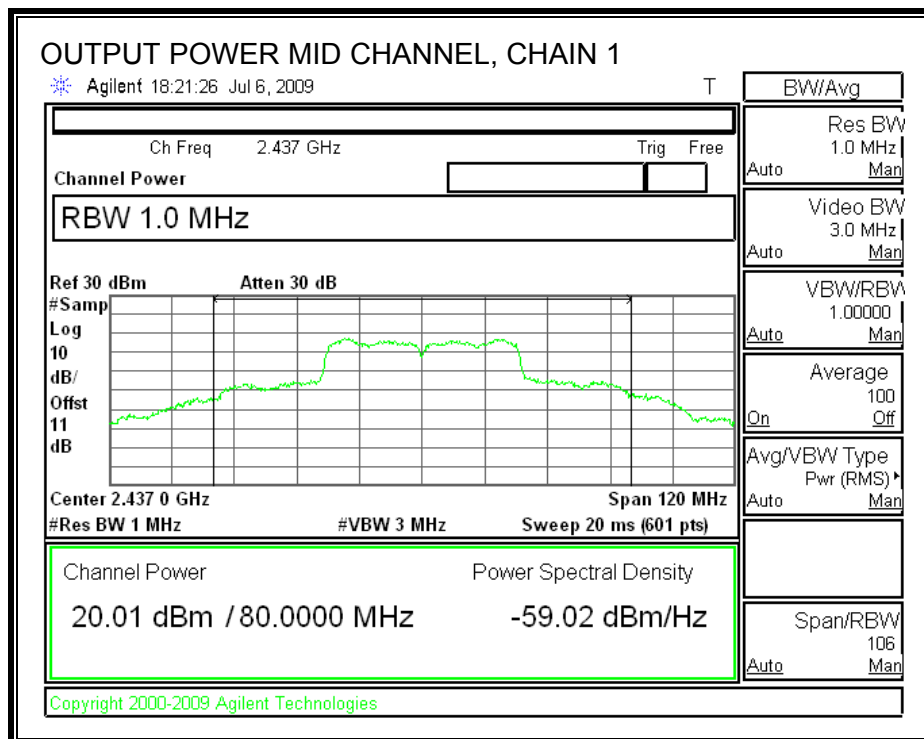 OUTPUT POWER MID CHANNEL, CHAIN 1
Agilent 18:21:26 Jul 6, 2009 T
Ch Freq 2.437 GHz Trig Free
Channel Power
RBW 1.0 MHz
Ref 30 dBm Atten 30 dB
#Samp
Log
10
dB/
Offst
11
dB
Center 2.437 0 GHz Span 120 MHz
#Res BW 1 MHz #VBW 3 MHz Sweep 20 ms (601 pts)
Channel Power Power Spectral Density
20.01 dBm / 80.0000 MHz -59.02 dBm/Hz
Copyright 2000-2009 Agilent Technologies
BW/Avg
Res BW
1.0 MHz
Auto Man
Video BW
3.0 MHz
Auto Man
VBW/RBW
1.00000
Auto Man
Average
100
On Off
Avg/VBW Type
Pwr (RMS)
Auto Man
Span/RBW
106
Auto Man